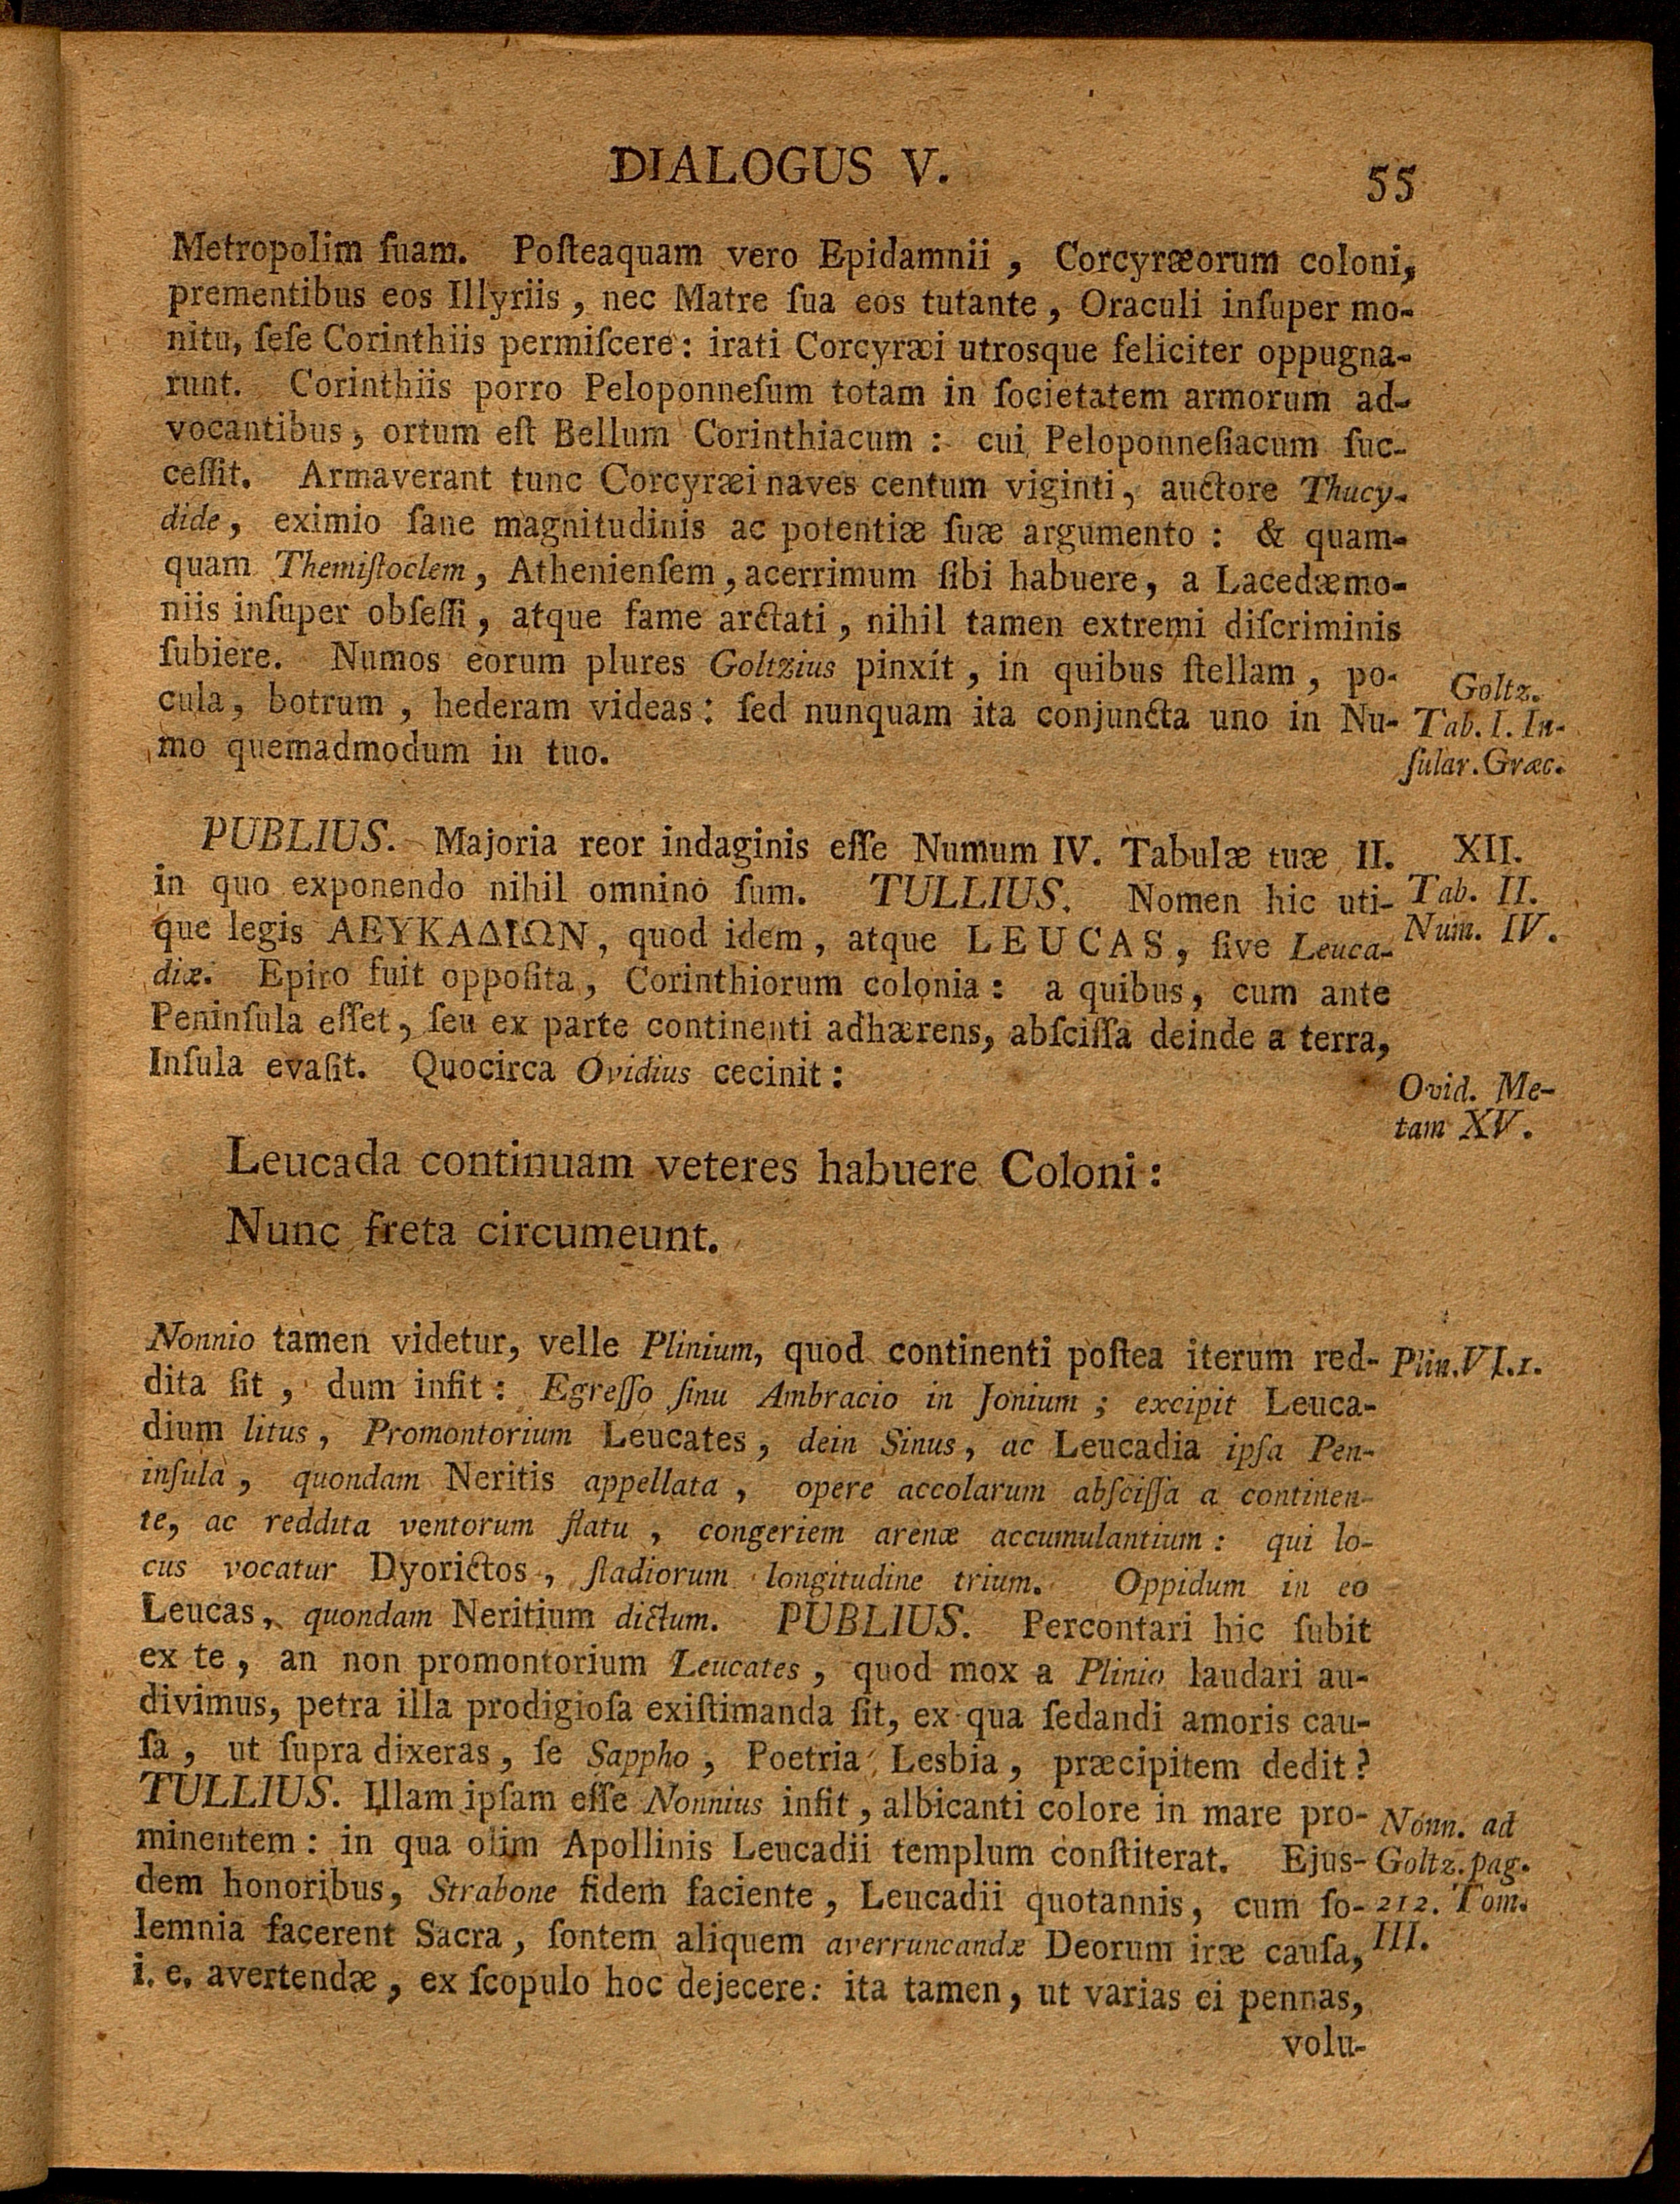 DIALOGUS V.
55
Metropolim ſuam. Poſteaquam vero Epidamnii, Corcyræorum coloni,
prementibus eos Illyriis, nec Matre ſua eos tutante, Oraculi inſuper mo-
nitu, ſeſe Corinthiis permiſcere: irati Corcyræi utrosque feliciter oppugna-
runt. Corinthiis porro Peloponneſum totam in ſocietatem armorum ad-
vocantibus, ortum eſt Bellum Corinthiacum: cui Peloponneſiacum ſuc-
ceſſit. Armaverant tunc Corcyræi naves centum viginti, auctore Thucy-
dide, eximio ſane magnitudinis ac potentiæ ſuæ argumento: & quam-
quam Themiſtoclem, Athenienſem, acerrimum ſibi habuere, a Lacedæmo-
niis inſuper obſeſſi, atque fame arctati, nihil tamen extremi diſcriminis
ſubiere. Numos eorum plures Goltzius pinxit, in quibus ſtellam, po-
cula, botrum, hederam videas: ſed nunquam ita conjuncta uno in Nu-
mo quemadmodum in tuo.
Goltz.
Tab. I. In-
ſular. Græc.
PUBLIUS. Majoria reor indaginis eſſe Numum IV. Tabulæ tuæ II.
in quo exponendo nihil omnino ſum. TULLIUS. Nomen hic uti-
que legis ΛΕΥΚΑΔΙΩΝ, quod idem, atque LEUCAS, ſive Leuca-
diæ. Epiro fuit oppoſita, Corinthiorum colonia: a quibus, cum ante
Peninſula eſſet, ſeu ex parte continenti adhærens, abſciſſa deinde a terra,
Inſula evaſit. Quocirca Ovidius cecinit:
XII.
Tab. II.
Num. IV.
Ovid. Me-
tam XV.
Leucada continuam veteres habuere Coloni:
Nunc freta circumeunt.
Nonnio tamen videtur, velle Plinium, quod continenti poſtea iterum red-
dita ſit, dum infit: Egreſſo ſinu Ambracio in Jonium; excipit Leuca-
dium litus, Promontorium Leucates, dein Sinus, ac Leucadia ipſa Pen-
inſula, quondam Neritis appellata, opere accolarum abſciſſa a continen-
te, ac reddita ventorum flatu, congeriem arenæ accumulantium: qui lo-
cus vocatur Dyorictos, ſtadiorum longitudine trium. Oppidum in eo
Leucas, quondam Neritium dictum. PUBLIUS. Percontari hic ſubit
ex te, an non promontorium Leucates, quod mox a Plinio laudari au-
divimus, petra illa prodigioſa exiſtimanda ſit, ex qua ſedandi amoris cau-
ſa, ut ſupra dixeras, ſe Sappho, Poetria Lesbia, præcipitem dedit?
TULLIUS. Illam ipſam eſſe Nonnius infit, albicanti colore in mare pro-
minentem: in qua olim Apollinis Leucadii templum conſtiterat. Ejus-
dem honoribus, Strabone fidem faciente, Leucadii quotannis, cum ſo-
lemnia facerent Sacra, ſontem aliquem averruncandæ Deorum iræ cauſa,
i. e. avertendæ, ex ſcopulo hoc dejecere: ita tamen, ut varias ei pennas,
Plin. VI. 1.
Nonn. ad
Goltz. pag.
212. Tom.
III.
volu-